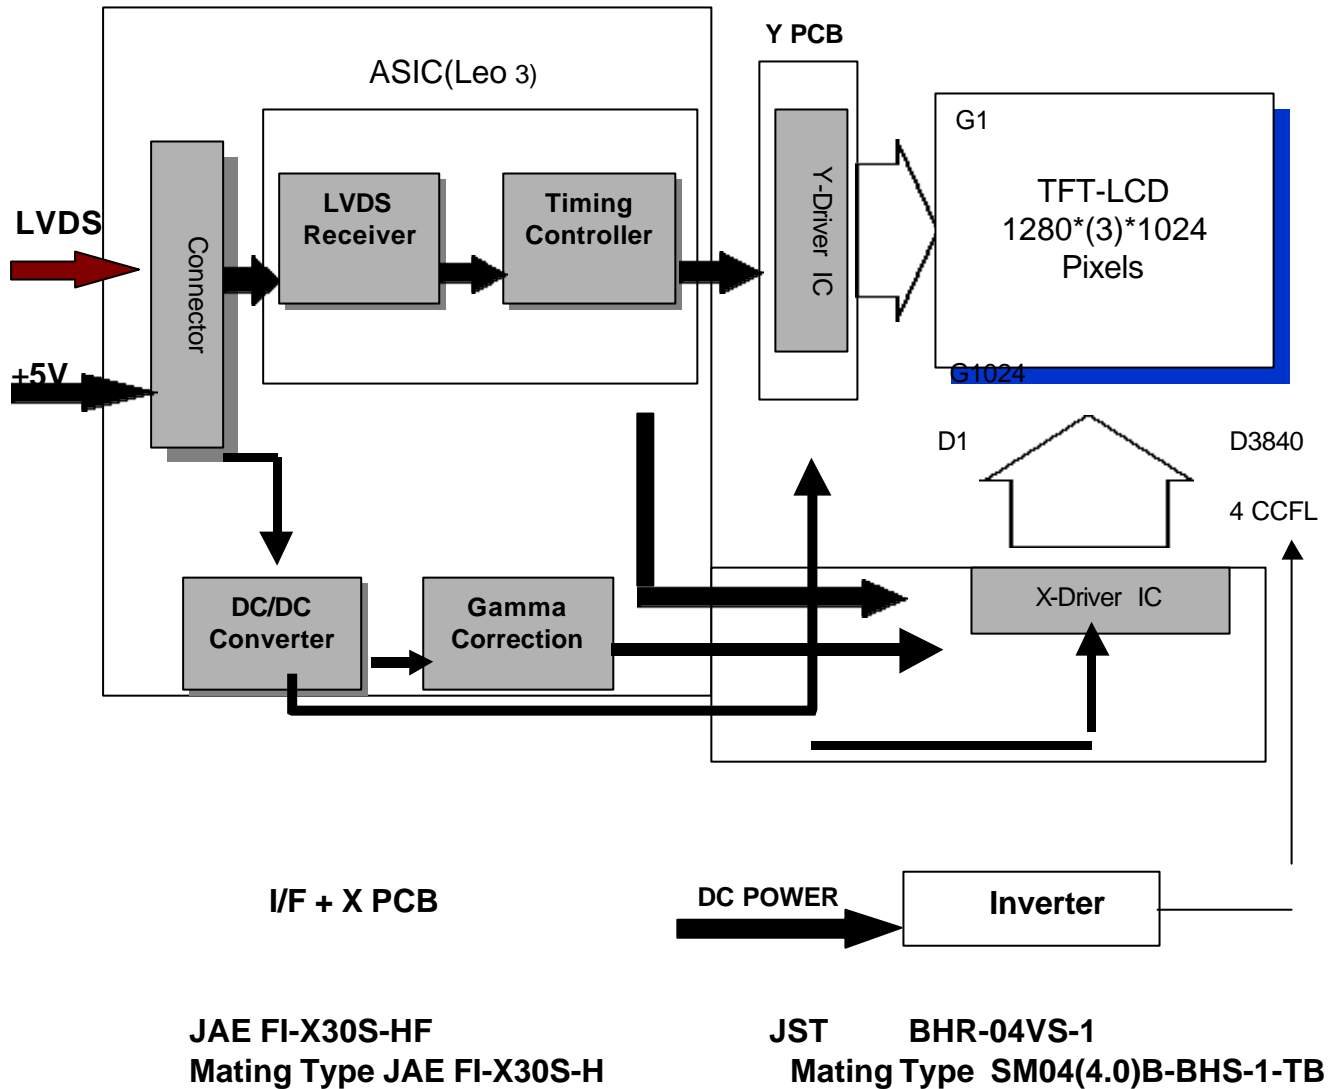 Y PCB
ASIC(Leo 3)
G1
LVDS
Receiver
Timing
Controller
Y-Driver IC
TFT-LCD
1280*(3)*1024
Pixels
LVDS
Connector
+5V
G1024
D1
D3840
4 CCFL
DC/DC
Converter
Gamma
Correction
X-Driver IC
I/F + X PCB
DC POWER
Inverter
JAE FI-X30S-HF
Mating Type JAE FI-X30S-H
JST BHR-04VS-1
Mating Type SM04(4.0)B-BHS-1-TB